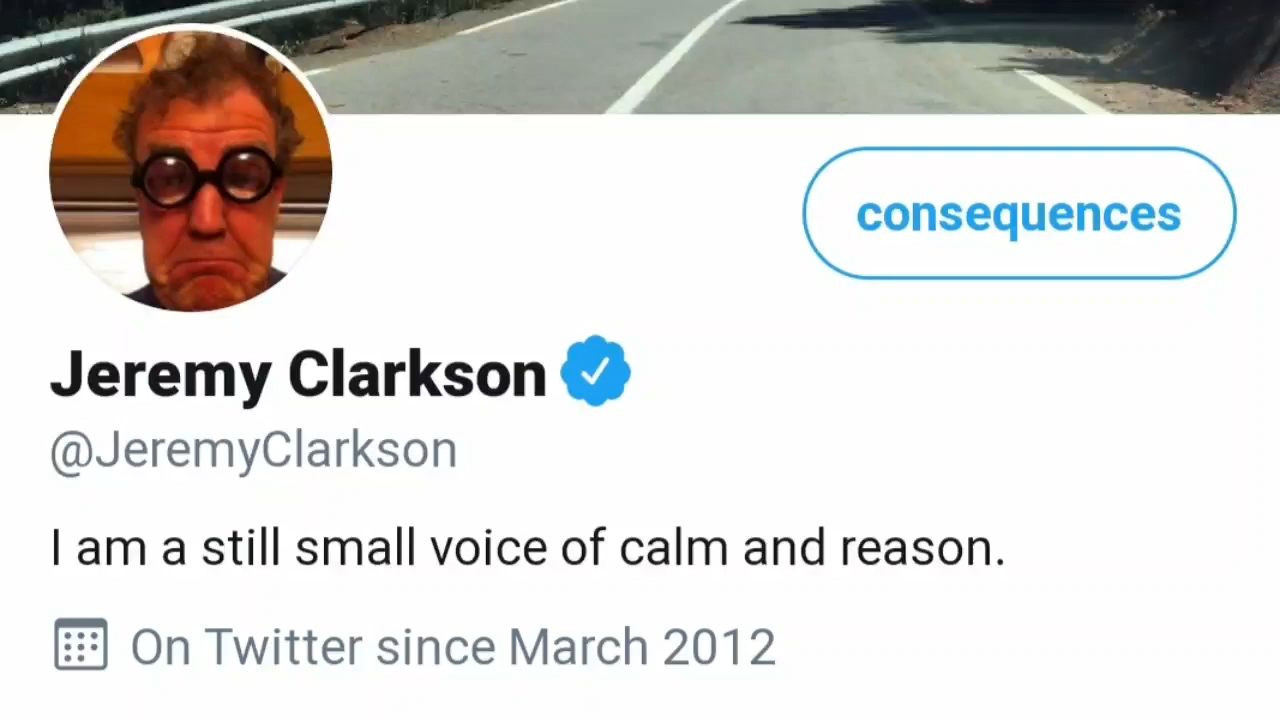 consequences
Jeremy Clarkson
@JeremyClarkson
I am a still small voice of calm and reason.
On Twitter since March 2012